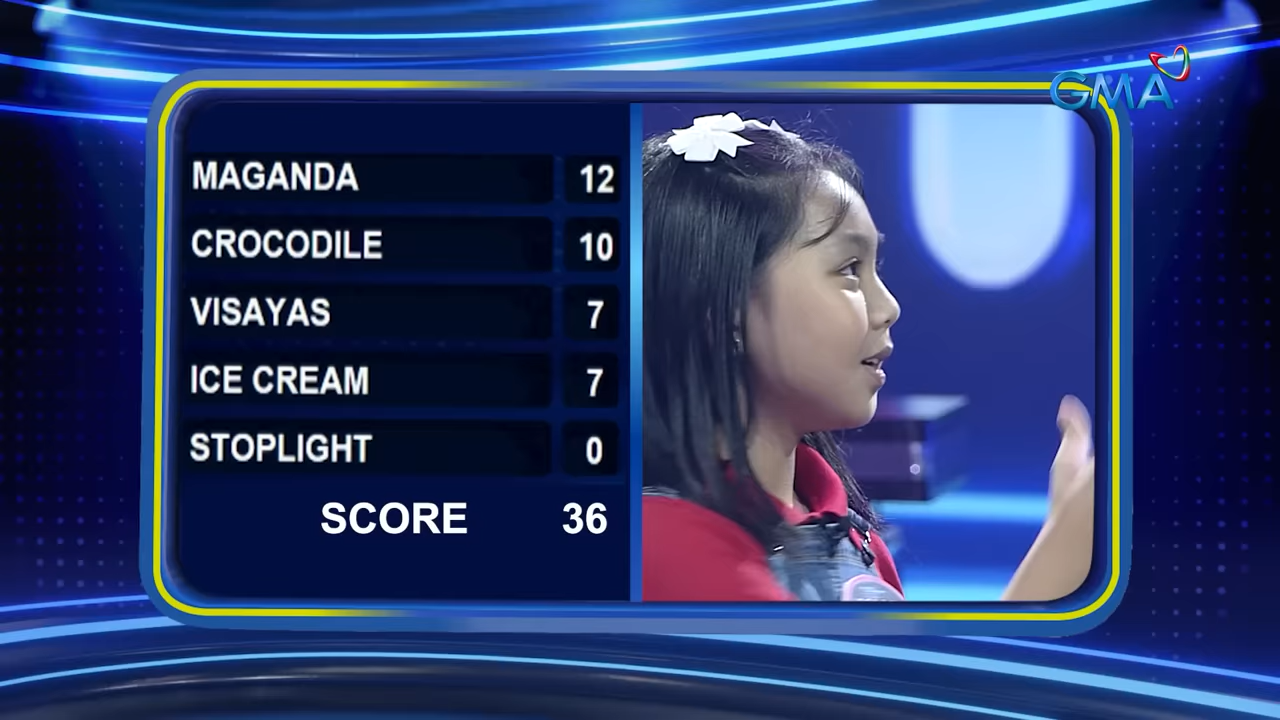 GMA
MAGANDA 12
CROCODILE 10
VISAYAS 7
ICE CREAM 7
STOPLIGHT 0
SCORE 36